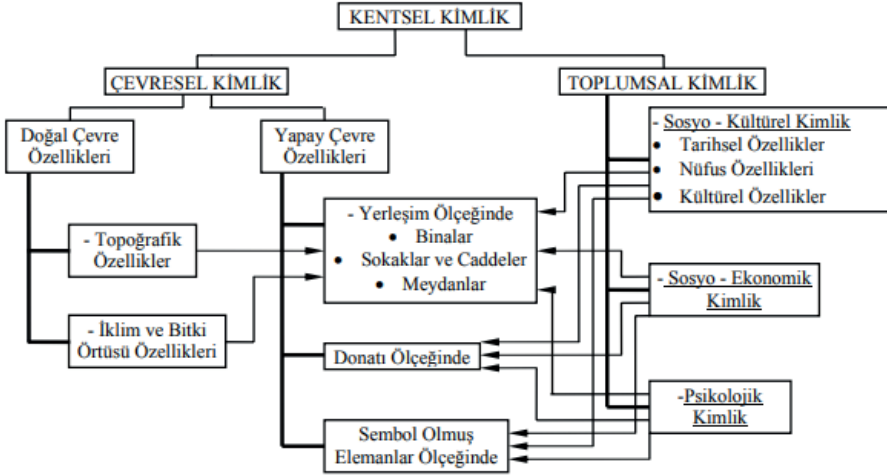 KENTSEL KİMLİK
ÇEVRESEL KİMLİK
TOPLUMSAL KİMLİK
Doğal Çevre
Özellikleri
Yapay Çevre
Özellikleri
- Sosyo - Kültürel Kimlik
• Tarihsel Özellikler
• Nüfus Özellikleri
• Kültürel Özellikler
- Topoğrafik
Özellikler
- Yerleşim Ölçeğinde
• Binalar
• Sokaklar ve Caddeler
• Meydanlar
- Sosyo - Ekonomik
Kimlik
- İklim ve Bitki
Örtüsü Özellikleri
Donatı Ölçeğinde
-Psikolojik
Kimlik
Sembol Olmuş
Elemanlar Ölçeğinde